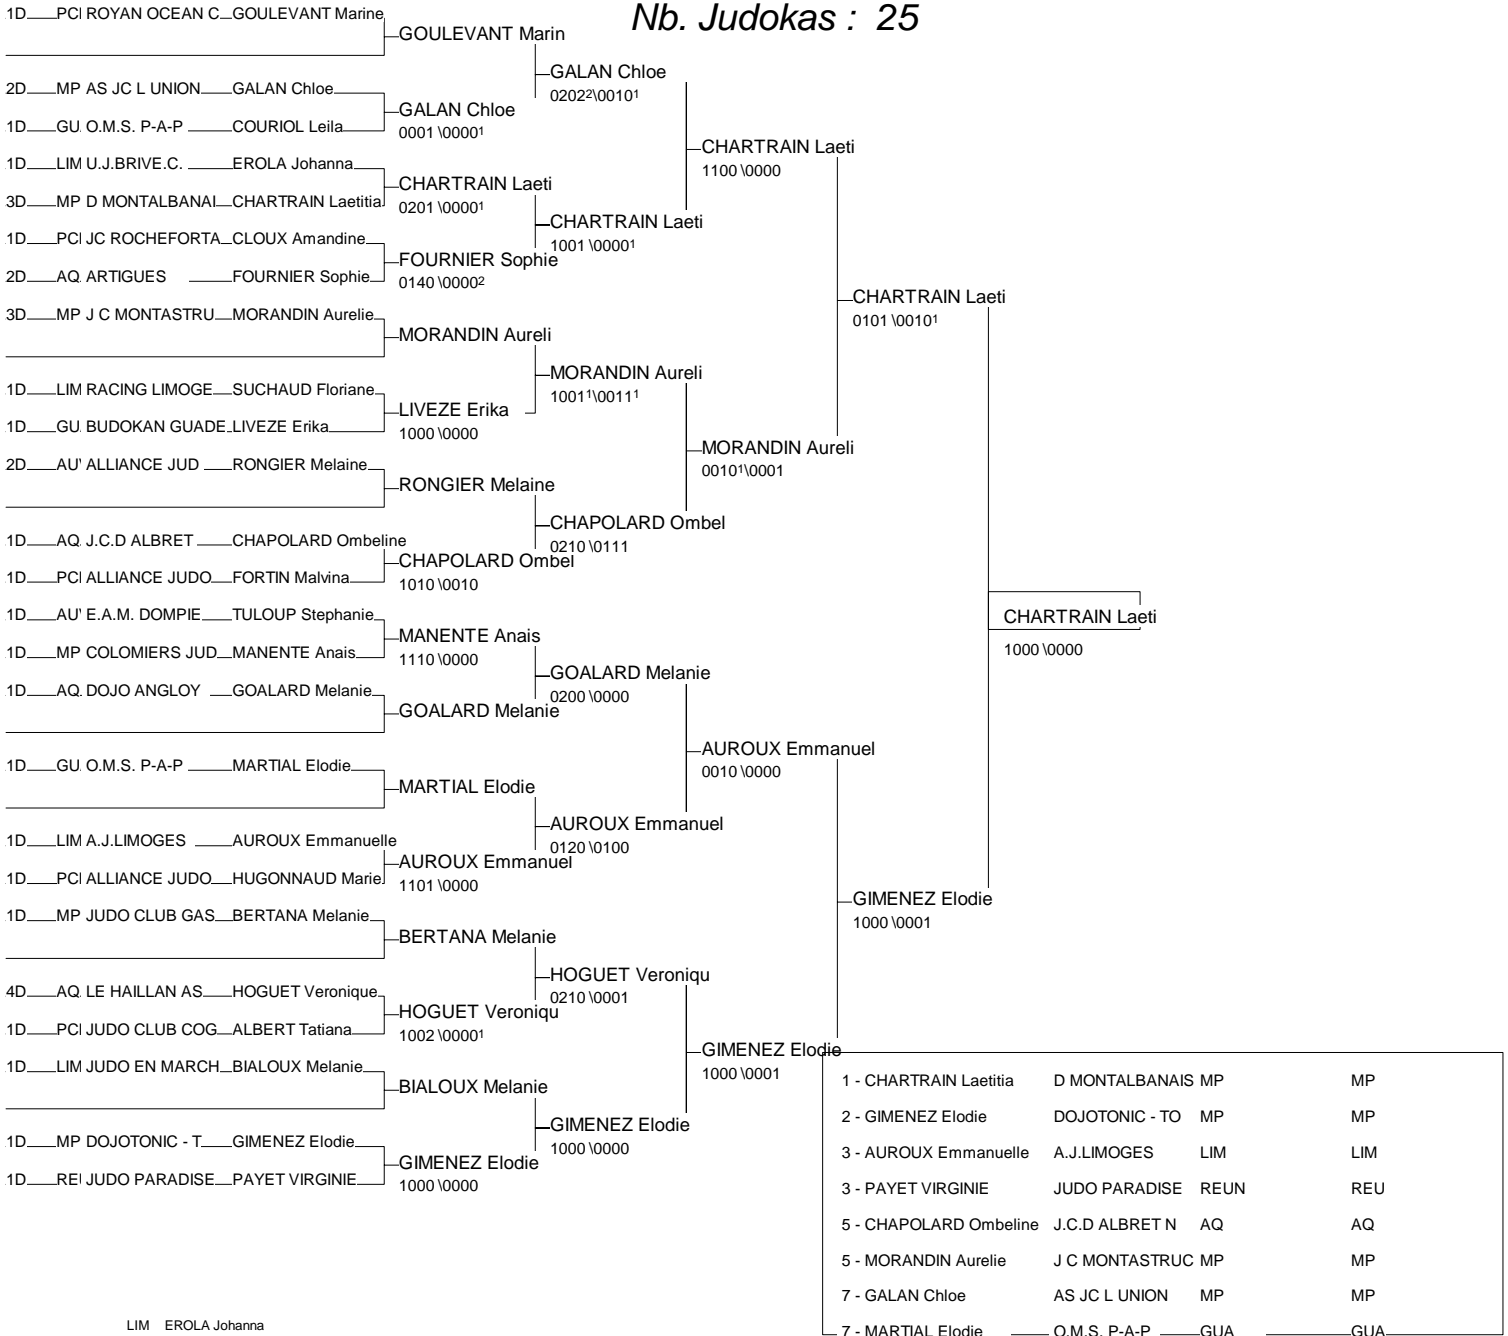 Nb. Judokas : 25
1D PC ROYAN OCEAN C GOULEVANT Marine
GOULEVANT Marin
GALAN Chloe
0202²\0010¹
2D MP AS JC L UNION GALAN Chloe
GALAN Chloe
0001 \0000¹
1D GU O.M.S. P-A-P COURIOL Leila
CHARTRAIN Laeti
1100 \0000
1D LIM U.J.BRIVE.C. EROLA Johanna
CHARTRAIN Laeti
0201 \0000¹
3D MP D MONTALBANAI CHARTRAIN Laetitia
CHARTRAIN Laeti
1001 \0000¹
1D PC JC ROCHEFORTA CLOUX Amandine
FOURNIER Sophie
0140 \0000²
2D AQ ARTIGUES FOURNIER Sophie
CHARTRAIN Laeti
0101 \0010¹
3D MP J C MONTASTRU MORANDIN Aurelie
MORANDIN Aureli
MORANDIN Aureli
1001¹\0011¹
1D LIM RACING LIMOGE SUCHAUD Floriane
LIVEZE Erika
1000 \0000
1D GU BUDOKAN GUADE LIVEZE Erika
MORANDIN Aureli
0010¹\0001
2D AU ALLIANCE JUD RONGIER Melaine
RONGIER Melaine
CHAPOLARD Ombel
0210 \0111
1D AQ J.C.D ALBRET CHAPOLARD Ombeline
CHAPOLARD Ombel
1010 \0010
1D PC ALLIANCE JUDO FORTIN Malvina
1D AU E.A.M. DOMPIE TULOUP Stephanie
CHARTRAIN Laeti
1000 \0000
MANENTE Anais
1110 \0000
1D MP COLOMIERS JUD MANENTE Anais
GOALARD Melanie
0200 \0000
1D AQ DOJO ANGLOY GOALARD Melanie
GOALARD Melanie
AUROUX Emmanuel
0010 \0000
1D GU O.M.S. P-A-P MARTIAL Elodie
MARTIAL Elodie
AUROUX Emmanuel
0120 \0100
1D LIM A.J.LIMOGES AUROUX Emmanuelle
AUROUX Emmanuel
1101 \0000
1D PC ALLIANCE JUDO HUGONNAUD Marie
GIMENEZ Elodie
1000 \0001
1D MP JUDO CLUB GAS BERTANA Melanie
BERTANA Melanie
HOGUET Veroniqu
0210 \0001
4D AQ LE HAILLAN AS HOGUET Veronique
HOGUET Veroniqu
1002 \0000¹
1D PC JUDO CLUB COG ALBERT Tatiana
GIMENEZ Elodie
1000 \0001
1D LIM JUDO EN MARCH BIALOUX Melanie
BIALOUX Melanie
GIMENEZ Elodie
1000 \0000
1D MP DOJOTONIC - T GIMENEZ Elodie
GIMENEZ Elodie
1000 \0000
1D RE JUDO PARADISE PAYET VIRGINIE
1 - CHARTRAIN Laetitia D MONTALBANAIS MP MP
2 - GIMENEZ Elodie DOJOTONIC - TO MP MP
3 - AUROUX Emmanuelle A.J.LIMOGES LIM LIM
3 - PAYET VIRGINIE JUDO PARADISE REUN REU
5 - CHAPOLARD Ombeline J.C.D ALBRET N AQ AQ
5 - MORANDIN Aurelie J C MONTASTRUC MP MP
7 - GALAN Chloe AS JC L UNION MP MP
7 - MARTIAL Elodie O.M.S. P-A-P GUA GUA
LIM EROLA Johanna